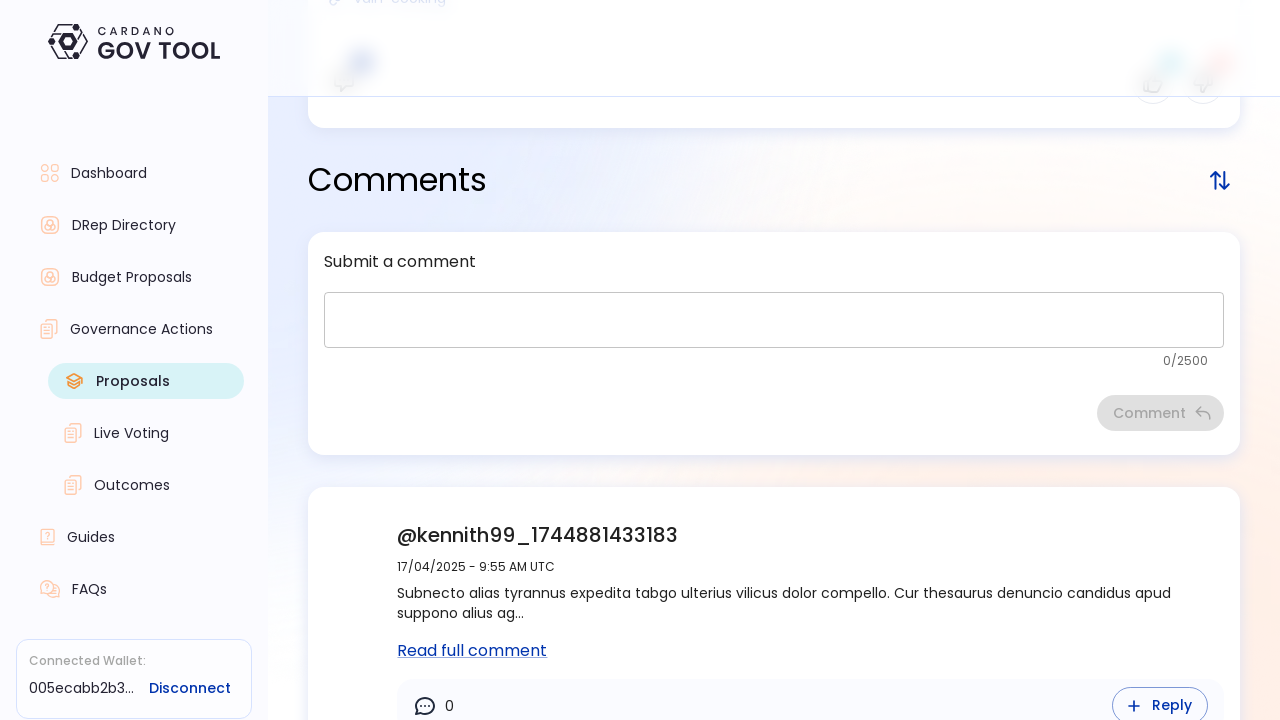 CARDANO
GOV TOOL
Dashboard
DRep Directory
Budget Proposals
Governance Actions
Proposals
Live Voting
Outcomes
Guides
FAQs
Connected Wallet:
005ecabb2b3...
Disconnect
Comments
Submit a comment
0/2500
Comment
@kennith99_1744881433183
17/04/2025 - 9:55 AM UTC
Subnecto alias tyrannus expedita tabgo ulterius vilicus dolor compello. Cur thesaurus denuncio candidus apud
suppono alius ag...
Read full comment
0
Reply